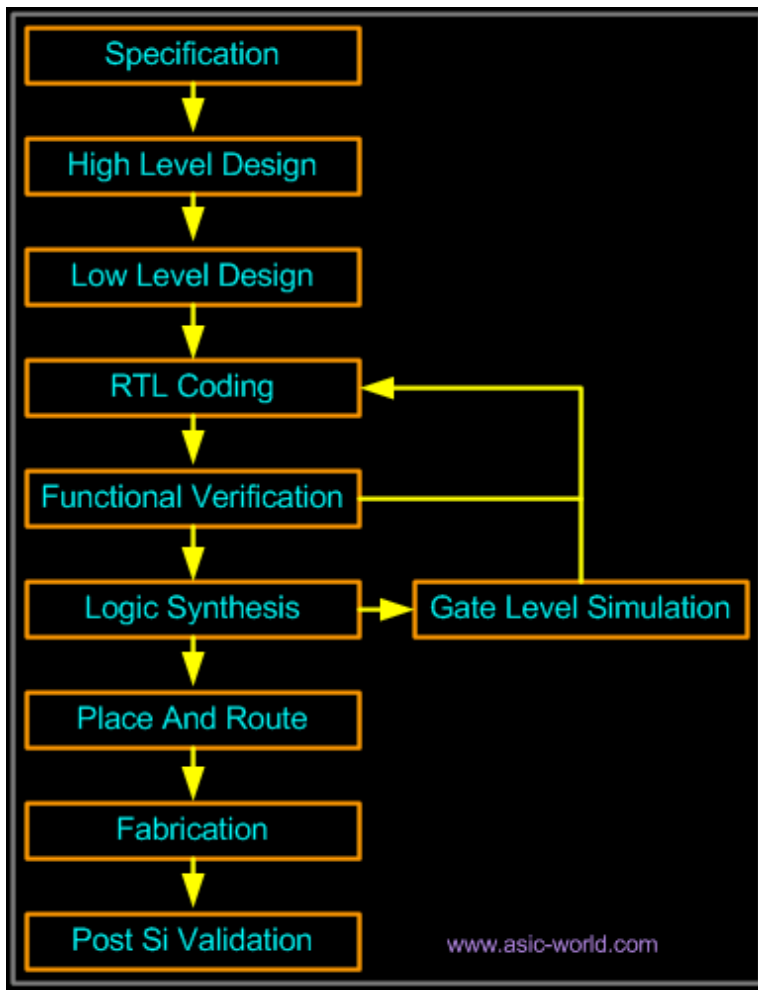 Specification
High Level Design
Low Level Design
RTL Coding
Functional Verification
Logic Synthesis
Gate Level Simulation
Place And Route
Fabrication
Post Si Validation
www.asic-world.com